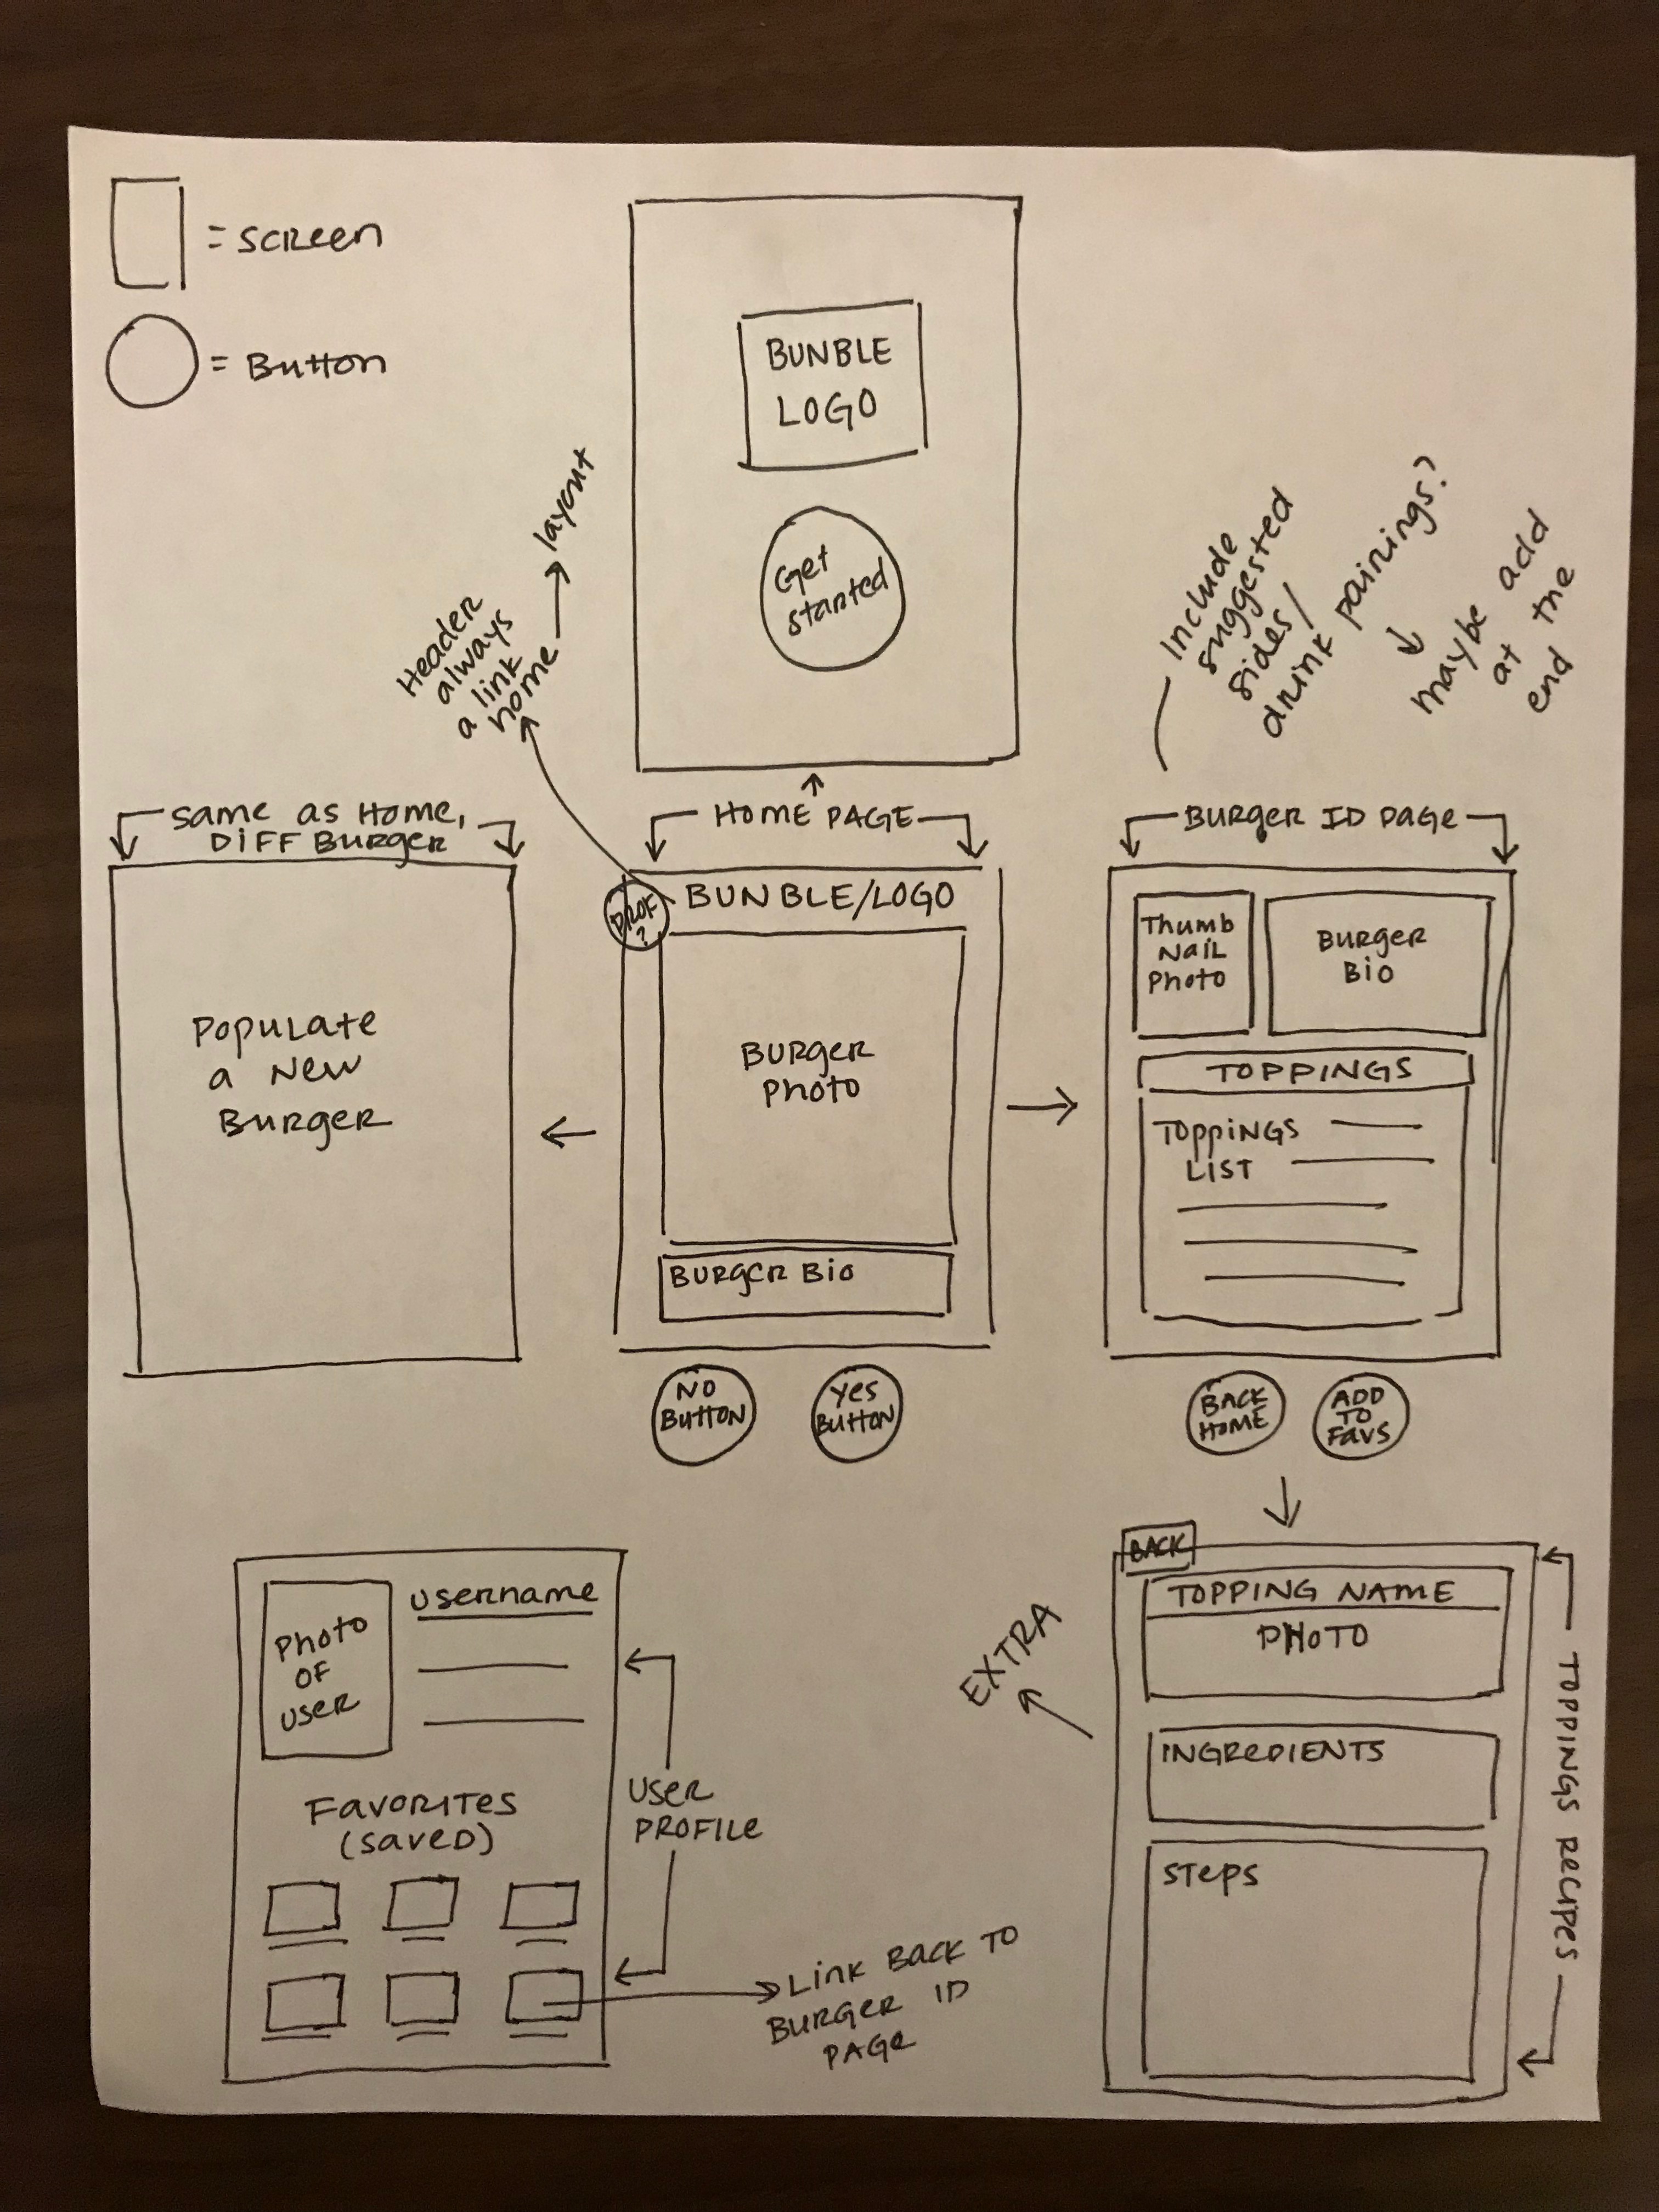 = SCReen
= Button
BUNBLE
LOGO
Get
started
Header
always
a link
home
layout
include
suggested
sides/
drink pairings?
maybe add
at the
end
Same as Home,
DIFF BURGER
Populate
a New
Burger
HOME PAGE
PROF
?
BUNBLE/LOGO
BURGER
Photo
BURGER Bio
NO
Button
Yes
Button
BURGER ID PAGE
Thumb
Nail
Photo
BURGER
Bio
TOPPINGS
TOPPINGS
LIST
BACK
HOME
ADD
TO
Favs
username
Photo
OF
user
Favorites
(saved)
USER
PROFILE
LINK BACK TO
BURGER ID
PAGE
EXTRA
BACK
TOPPING NAME
PHOTO
INGREDIENTS
STEPS
TOPPINGS RECIPES